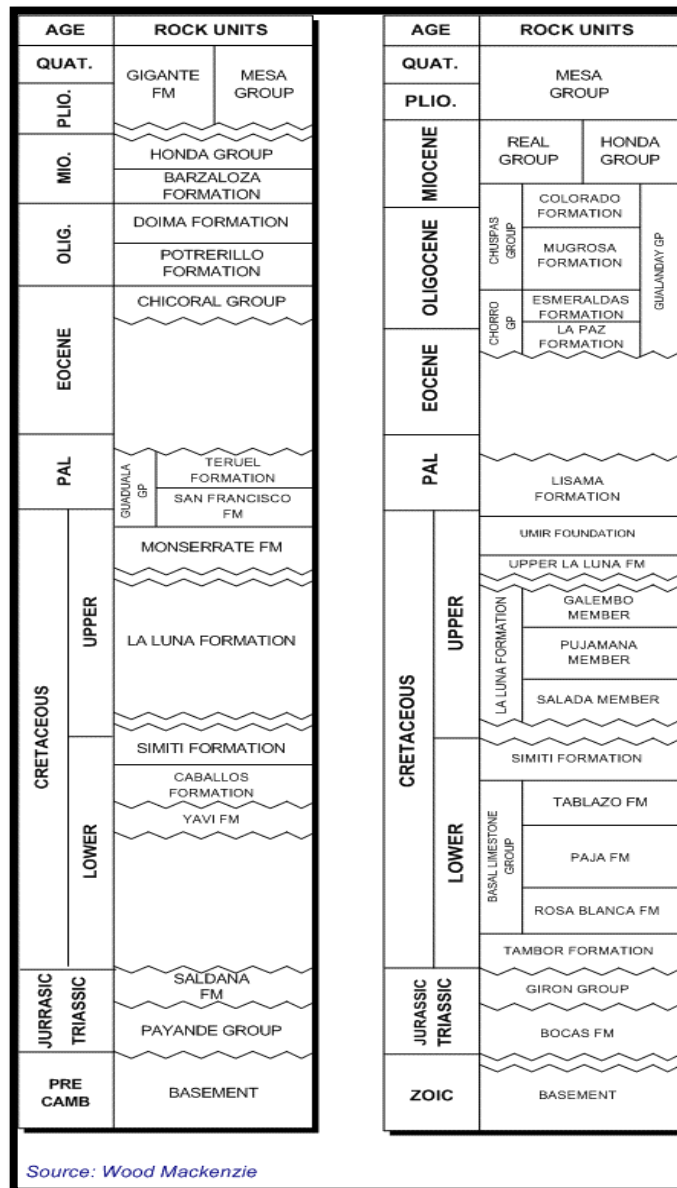 AGE
ROCK UNITS
QUAT.
PLIO.
GIGANTE
FM
MESA
GROUP
MIO.
HONDA GROUP
BARZALOZA
FORMATION
OLIG.
DOIMA FORMATION
POTRERILLO
FORMATION
EOCENE
CHICORAL GROUP
PAL
GUADUALA
GP
TERUEL
FORMATION
SAN FRANCISCO
FM
CRETACEOUS
UPPER
MONSERRATE FM
LA LUNA FORMATION
LOWER
SIMITI FORMATION
CABALLOS
FORMATION
YAVI FM
JURRASIC
TRIASSIC
SALDANA
FM
PAYANDE GROUP
PRE
CAMB
BASEMENT
AGE
ROCK UNITS
QUAT.
PLIO.
MESA
GROUP
MIOCENE
REAL
GROUP
HONDA
GROUP
CHUSPAS
GROUP
COLORADO
FORMATION
GUALANDAY GP
OLIGOCENE
MUGROSA
FORMATION
CHORRO
GP
ESMERALDAS
FORMATION
LA PAZ
FORMATION
EOCENE
PAL
LISAMA
FORMATION
CRETACEOUS
UPPER
UMIR FOUNDATION
UPPER LA LUNA FM
LA LUNA FORMATION
GALEMBO
MEMBER
PUJAMANA
MEMBER
SALADA MEMBER
LOWER
SIMITI FORMATION
BASAL LIMESTONE
GROUP
TABLAZO FM
PAJA FM
ROSA BLANCA FM
TAMBOR FORMATION
JURASSIC
TRIASSIC
GIRON GROUP
BOCAS FM
ZOIC
BASEMENT
Source: Wood Mackenzie